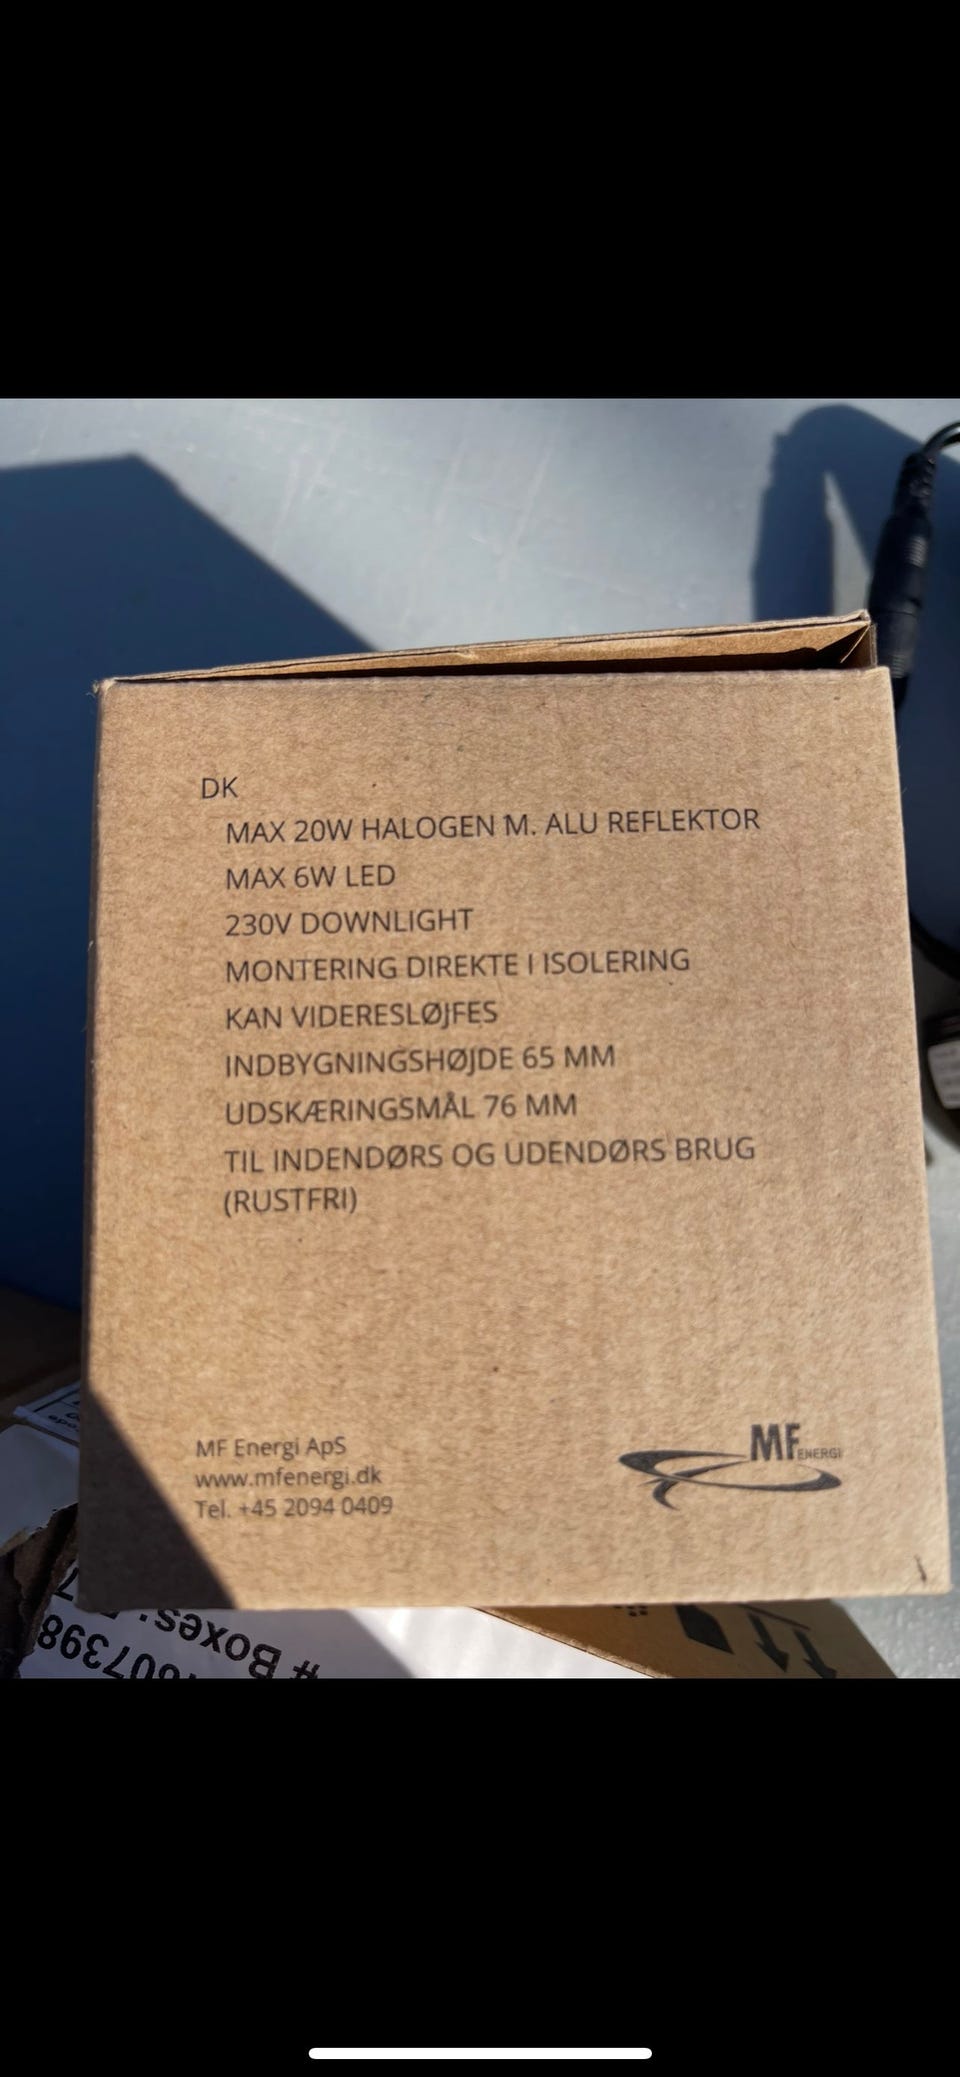 DK
MAX 20W HALOGEN M. ALU REFLEKTOR
MAX 6W LED
230V DOWNLIGHT
MONTERING DIREKTE I ISOLERING
KAN VIDERESLØJFES
INDBYGNINGSHØJDE 65 MM
UDSKÆRINGSMÅL 76 MM
TIL INDENDØRS OG UDENDØRS BRUG
(RUSTFRI)
MF Energi ApS
www.mfenergi.dk
Tel. +45 2094 0409
MF ENERGI
# Boxes: